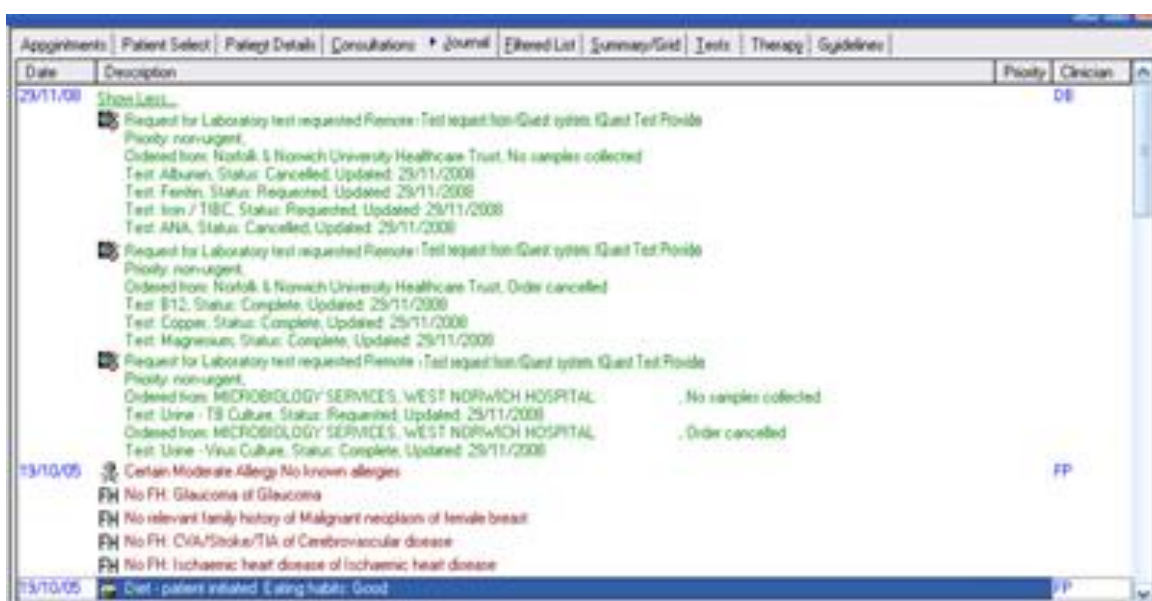 Appointments Patient Select Patient Details Consultations Journal Filtered List Summary/Grid Tests Therapy Guidelines
Date Description Priority Clinician
29/11/08 Show Less... DB
Request for Laboratory test requested Remote : Test request from iQuest system. iQuest Test Provide
Priority: non-urgent,
Ordered from: Norfolk & Norwich University Healthcare Trust, No samples collected
Test: Albumin, Status: Cancelled, Updated: 29/11/2008
Test: Ferritin, Status: Requested, Updated: 29/11/2008
Test: Iron / TIBC, Status: Requested, Updated: 29/11/2008
Test: ANA, Status: Cancelled, Updated: 29/11/2008
Request for Laboratory test requested Remote : Test request from iQuest system. iQuest Test Provide
Priority: non-urgent,
Ordered from: Norfolk & Norwich University Healthcare Trust, Order cancelled
Test: B12, Status: Complete, Updated: 29/11/2008
Test: Copper, Status: Complete, Updated: 29/11/2008
Test: Magnesium, Status: Complete, Updated: 29/11/2008
Request for Laboratory test requested Remote : Test request from iQuest system. iQuest Test Provide
Priority: non-urgent,
Ordered from: MICROBIOLOGY SERVICES, WEST NORWICH HOSPITAL , No samples collected
Test: Urine - TB Culture, Status: Requested, Updated: 29/11/2008
Ordered from: MICROBIOLOGY SERVICES, WEST NORWICH HOSPITAL , Order cancelled
Test: Urine - Virus Culture, Status: Complete, Updated: 29/11/2008
19/10/05 Certain Moderate Allergy No known allergies FP
FH No FH: Glaucoma of Glaucoma
FH No relevant family history of Malignant neoplasm of female breast
FH No FH: CVA/Stroke/TIA of Cerebrovascular disease
FH No FH: Ischaemic heart disease of Ischaemic heart disease
19/10/05 Diet - patient initiated Eating habits: Good FP